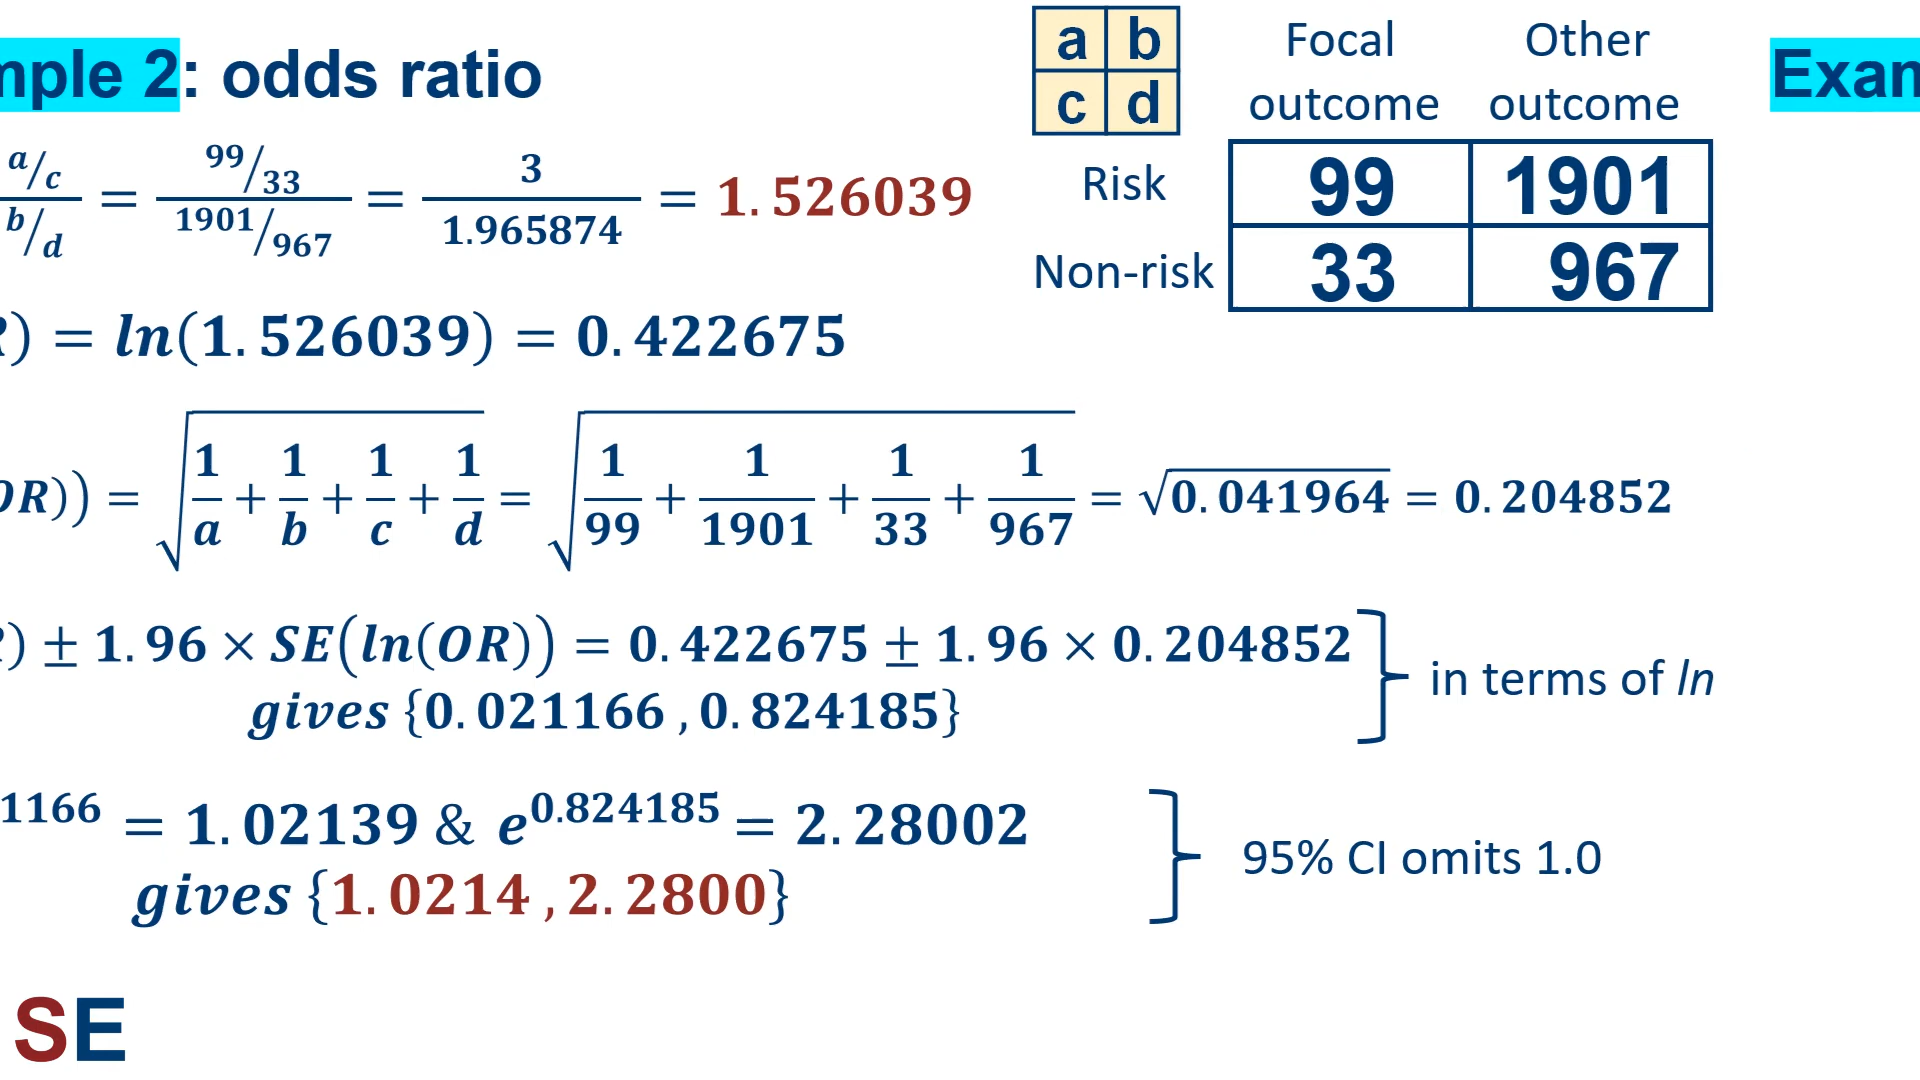 mple 2: odds ratio
a b
c d
Focal outcome
Other outcome
Risk 99 1901
Non-risk 33 967
Exam
a/c / b/d = 99/33 / 1901/967 = 3 / 1.965874 = 1.526039
) = ln(1.526039) = 0.422675
OR)) = √(1/a + 1/b + 1/c + 1/d) = √(1/99 + 1/1901 + 1/33 + 1/967) = √0.041964 = 0.204852
) ± 1.96 × SE(ln(OR)) = 0.422675 ± 1.96 × 0.204852
gives {0.021166 , 0.824185}
in terms of ln
1166 = 1.02139 & e^0.824185 = 2.28002
gives {1.0214 , 2.2800}
95% CI omits 1.0
SE